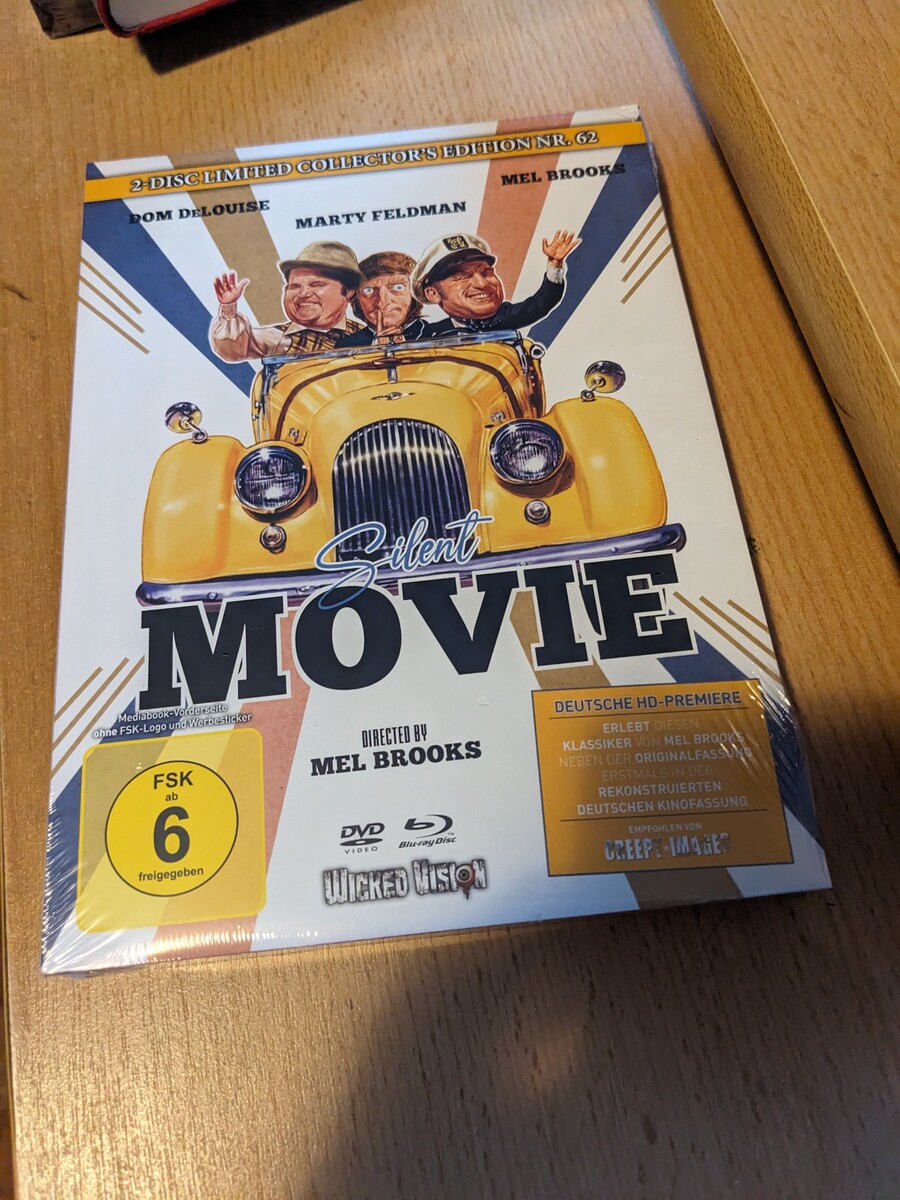 2-DISC LIMITED COLLECTOR'S EDITION NR. 62
DOM DELOUISE
MARTY FELDMAN
MEL BROOKS
Silent
MOVIE
Mediabook-Vorderseite
ohne FSK-Logo und Werbesticker
FSK
ab
6
freigegeben
DIRECTED BY
MEL BROOKS
DVD
VIDEO
Blu-ray Disc™
WICKED VISION
DEUTSCHE HD-PREMIERE
ERLEBT DIESEN
KLASSIKER VON MEL BROOKS
NEBEN DER ORIGINALFASSUNG
ERSTMALS IN DER
REKONSTRUIERTEN
DEUTSCHEN KINOFASSUNG
EMPFOHLEN VON
CREEPY-IMAGES